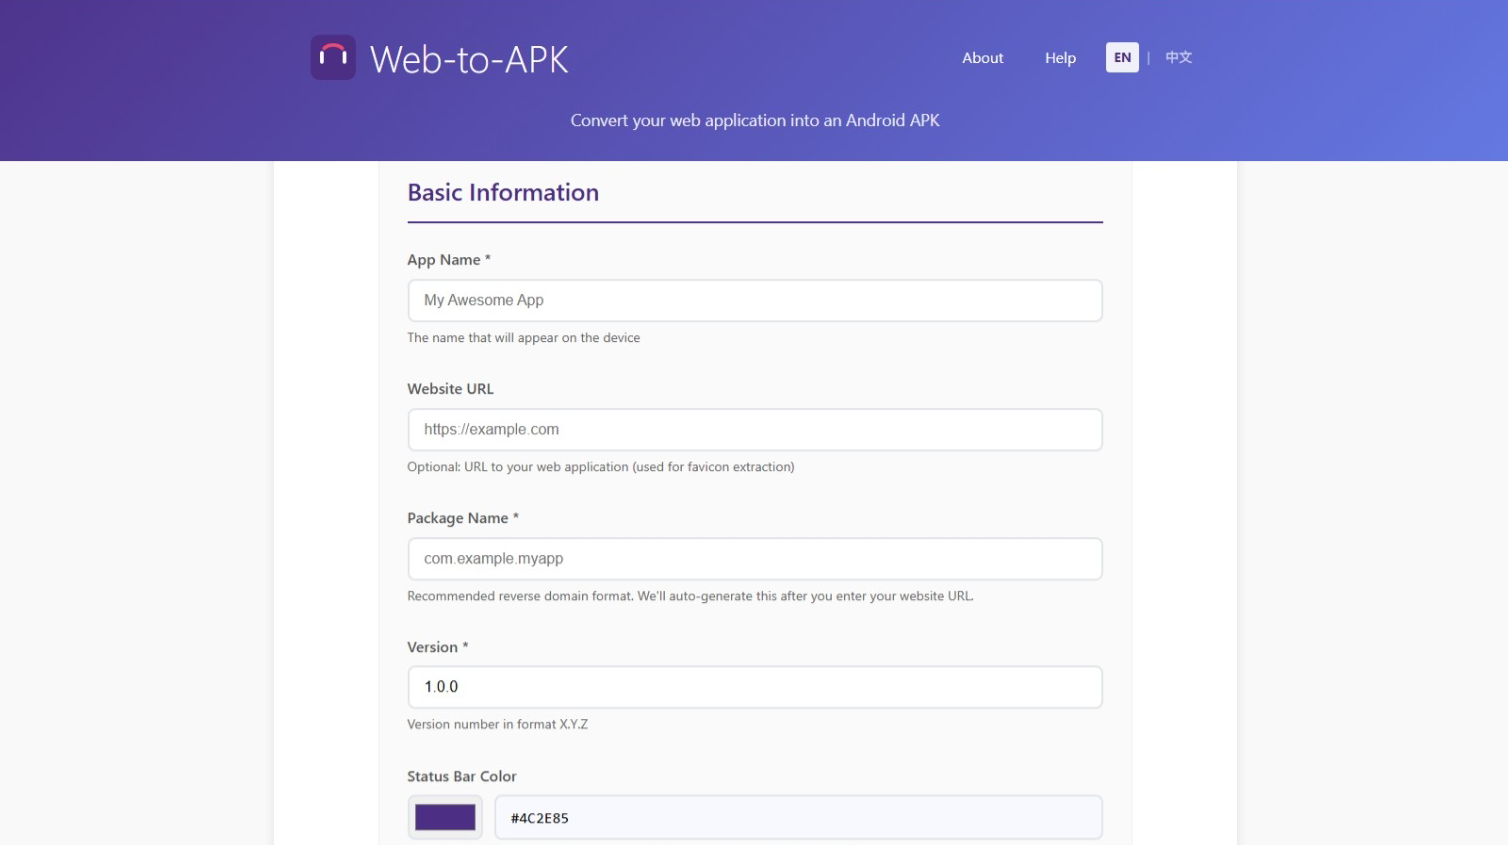 Web-to-APK
About
Help
EN | 中文
Convert your web application into an Android APK
Basic Information
App Name *
My Awesome App
The name that will appear on the device
Website URL
https://example.com
Optional: URL to your web application (used for favicon extraction)
Package Name *
com.example.myapp
Recommended reverse domain format. We'll auto-generate this after you enter your website URL.
Version *
1.0.0
Version number in format X.Y.Z
Status Bar Color
#4C2E85